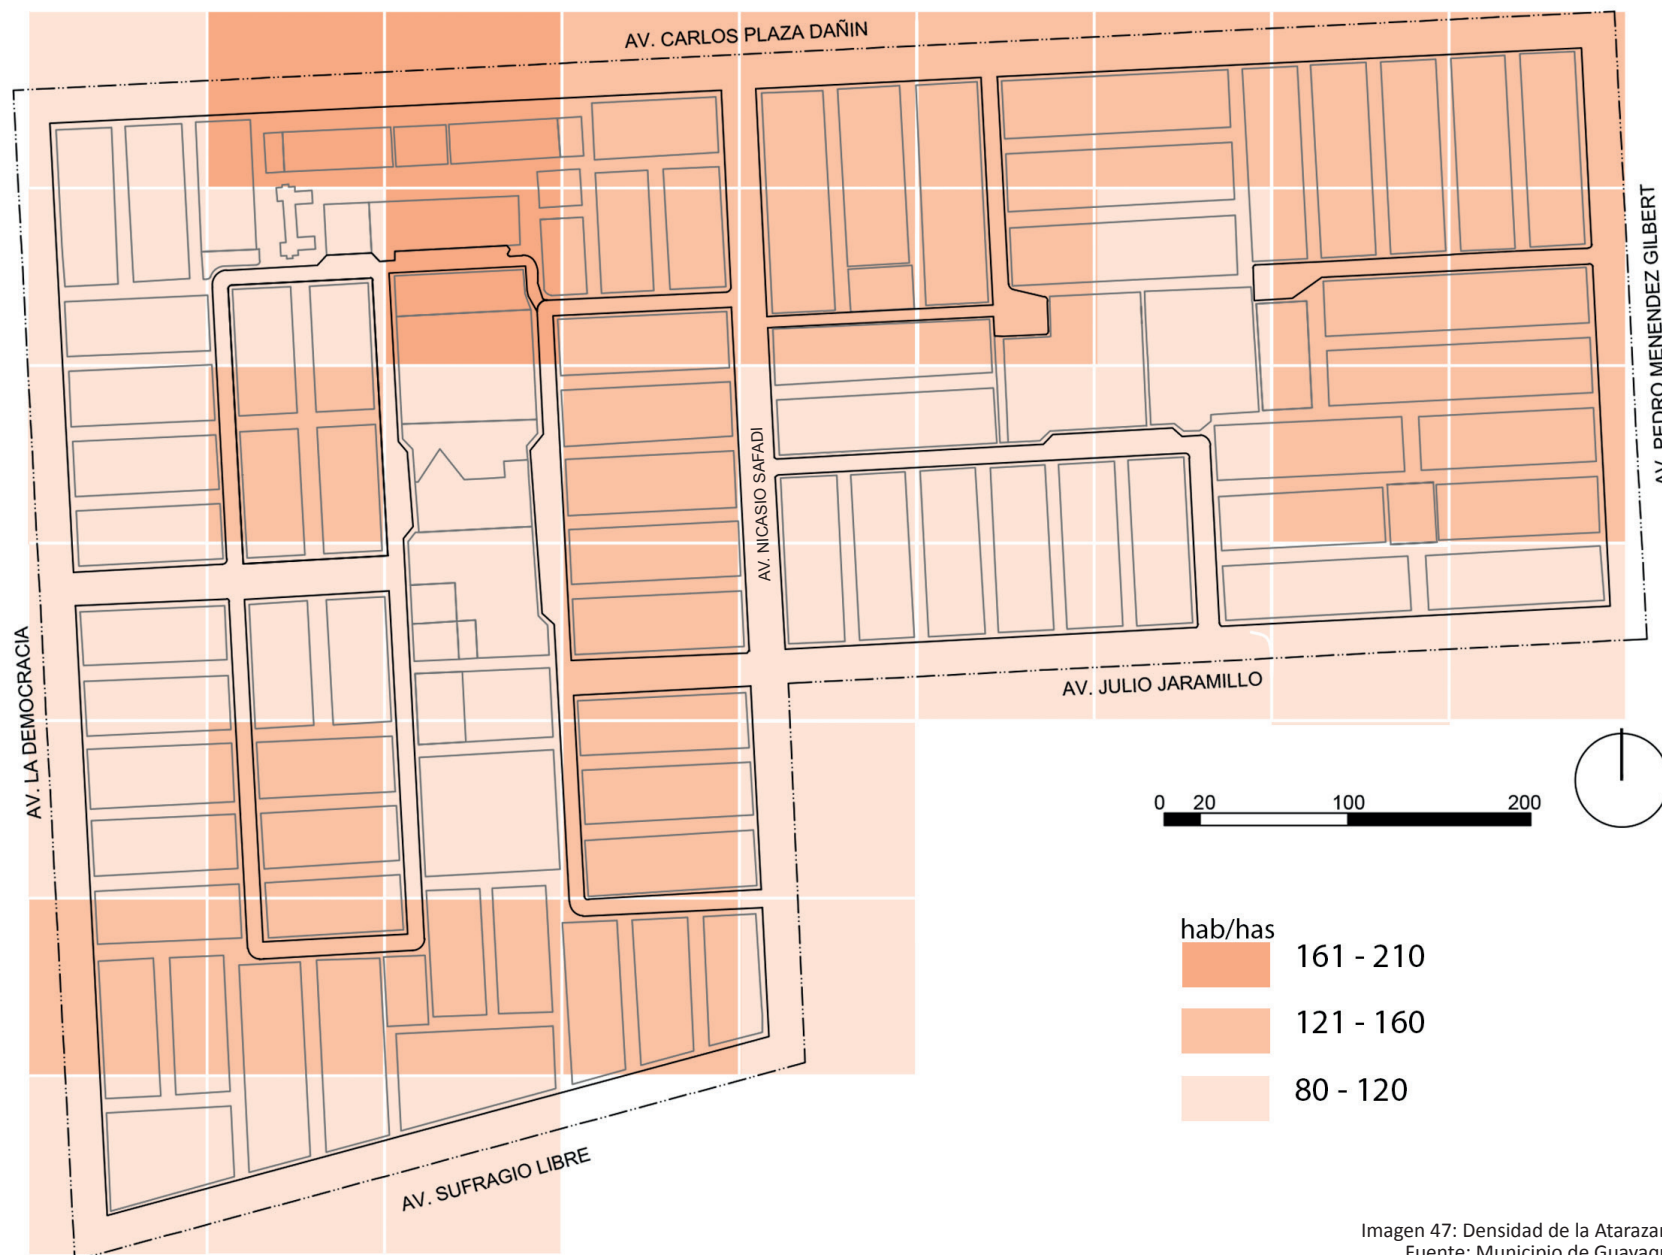 AV. CARLOS PLAZA DAÑIN
AV. PEDRO MENENDEZ GILBERT
AV. NICASIO SAFADI
AV. LA DEMOCRACIA
AV. JULIO JARAMILLO
0 20 100 200
hab/has
161 - 210
121 - 160
80 - 120
AV. SUFRAGIO LIBRE
Imagen 47: Densidad de la Ataraza
Fuente: Municipio de Guayaq